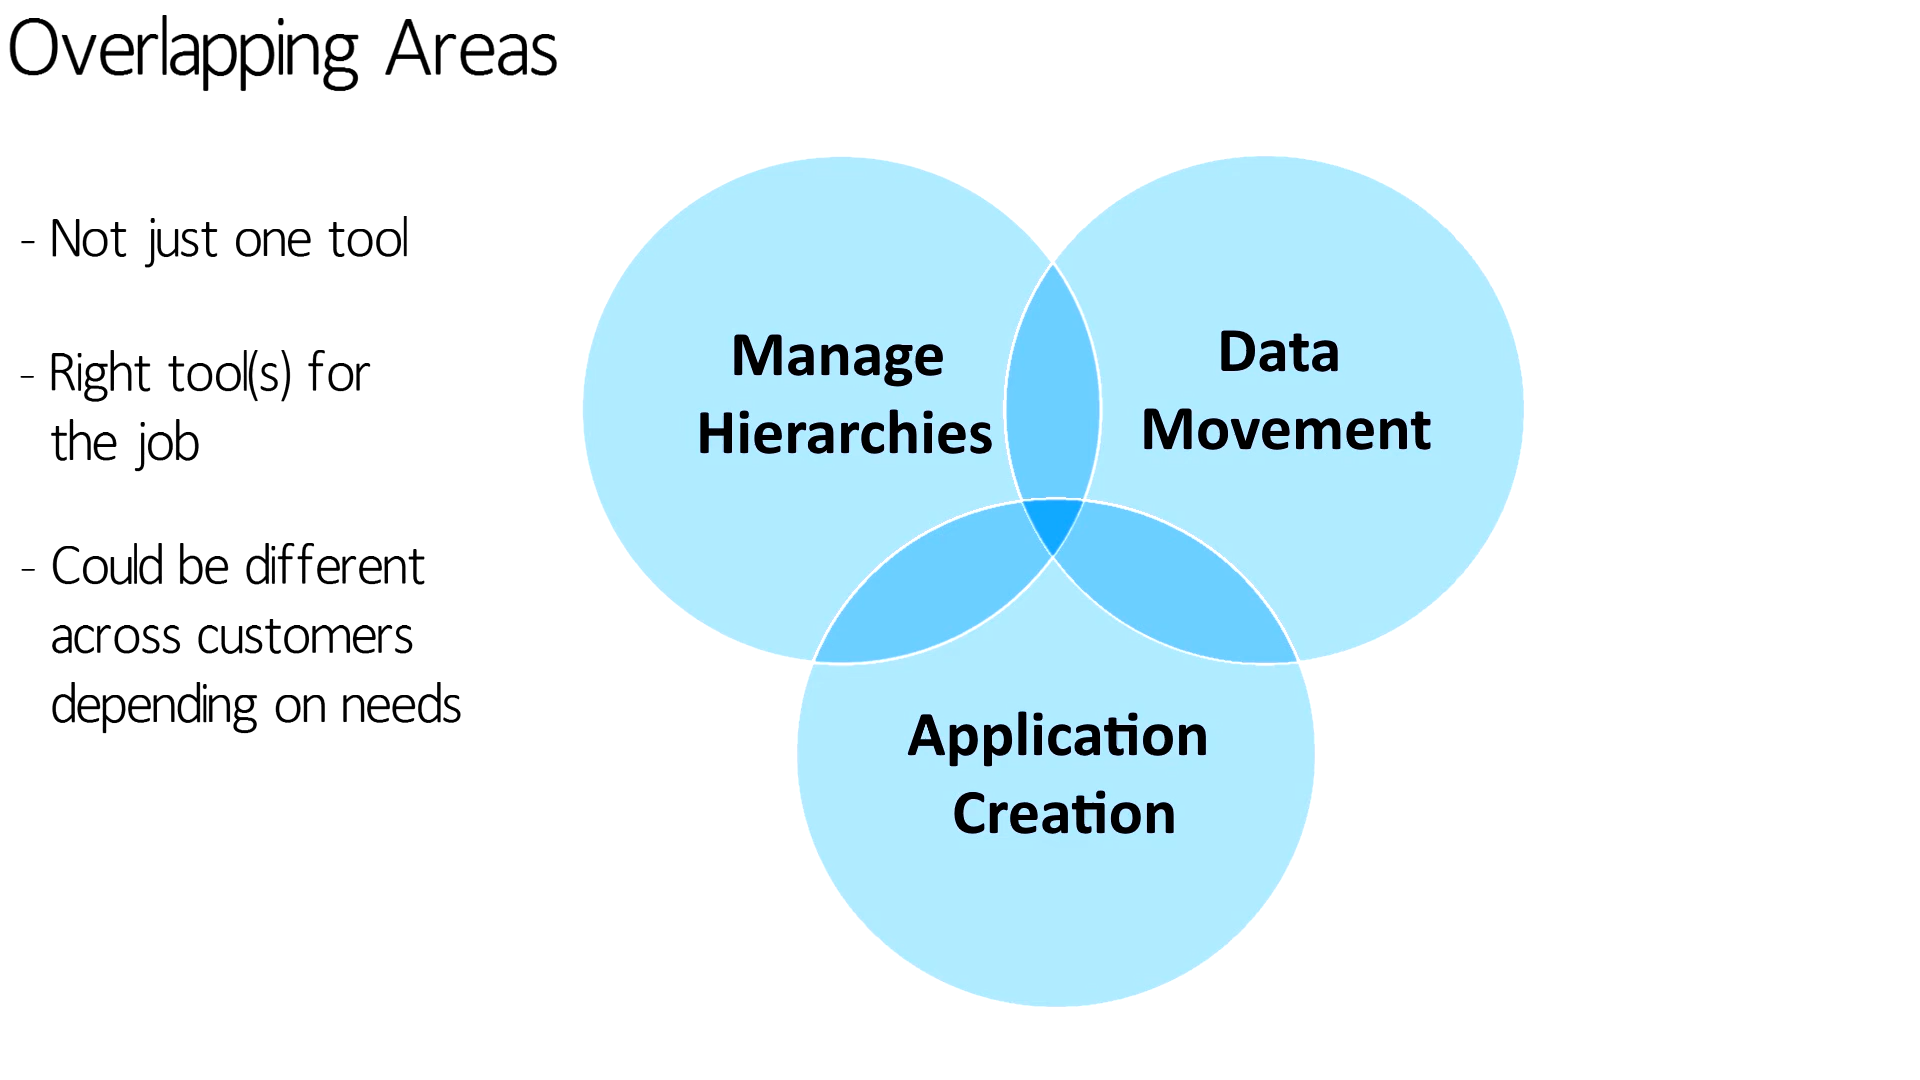 Overlapping Areas
- Not just one tool
- Right tool(s) for
the job
- Could be different
across customers
depending on needs
Manage
Hierarchies
Data
Movement
Application
Creation